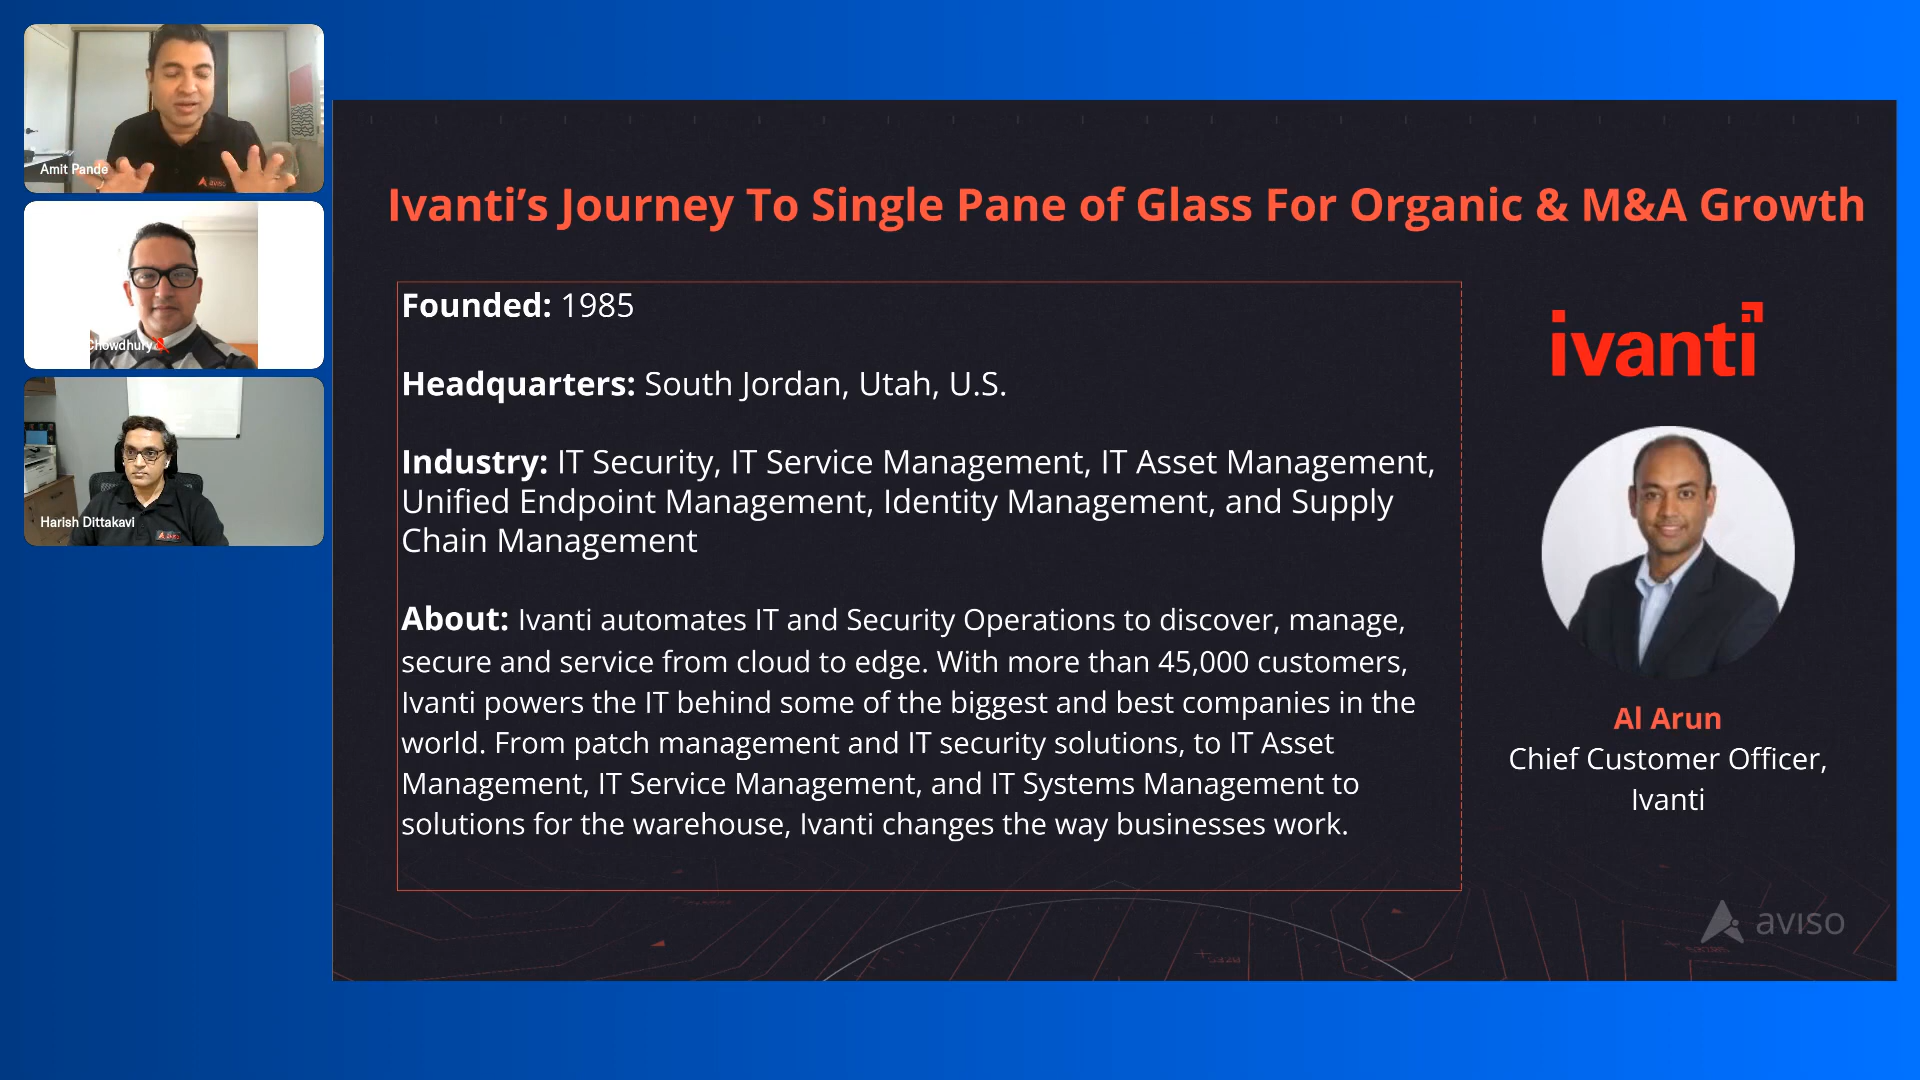 Amit Pande
aviso
Chowdhury
Harish Dittakavi
Ivanti’s Journey To Single Pane of Glass For Organic & M&A Growth
Founded: 1985
Headquarters: South Jordan, Utah, U.S.
Industry: IT Security, IT Service Management, IT Asset Management,
Unified Endpoint Management, Identity Management, and Supply
Chain Management
About: Ivanti automates IT and Security Operations to discover, manage,
secure and service from cloud to edge. With more than 45,000 customers,
Ivanti powers the IT behind some of the biggest and best companies in the
world. From patch management and IT security solutions, to IT Asset
Management, IT Service Management, and IT Systems Management to
solutions for the warehouse, Ivanti changes the way businesses work.
ivanti
Al Arun
Chief Customer Officer,
Ivanti
aviso